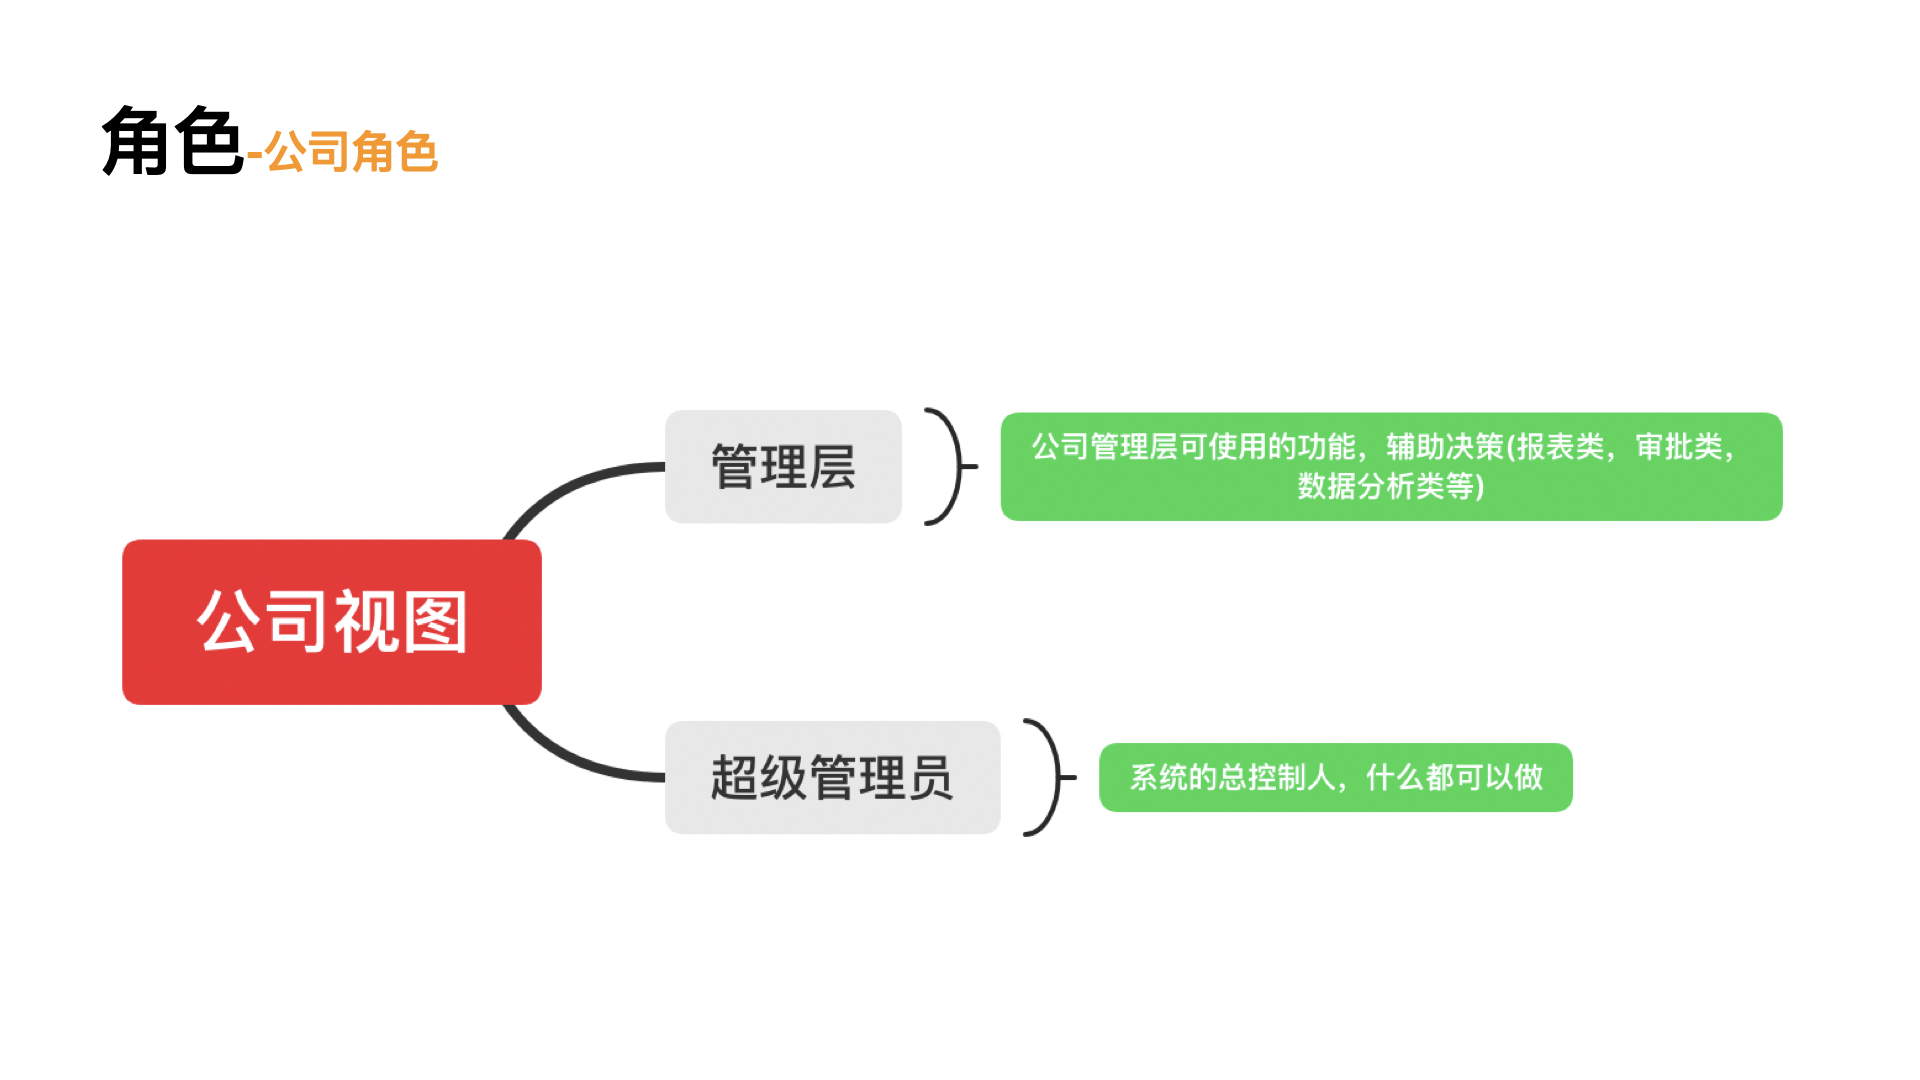 角色-公司角色
管理层
公司管理层可使用的功能，辅助决策(报表类，审批类，
数据分析类等)
公司视图
超级管理员
系统的总控制人，什么都可以做